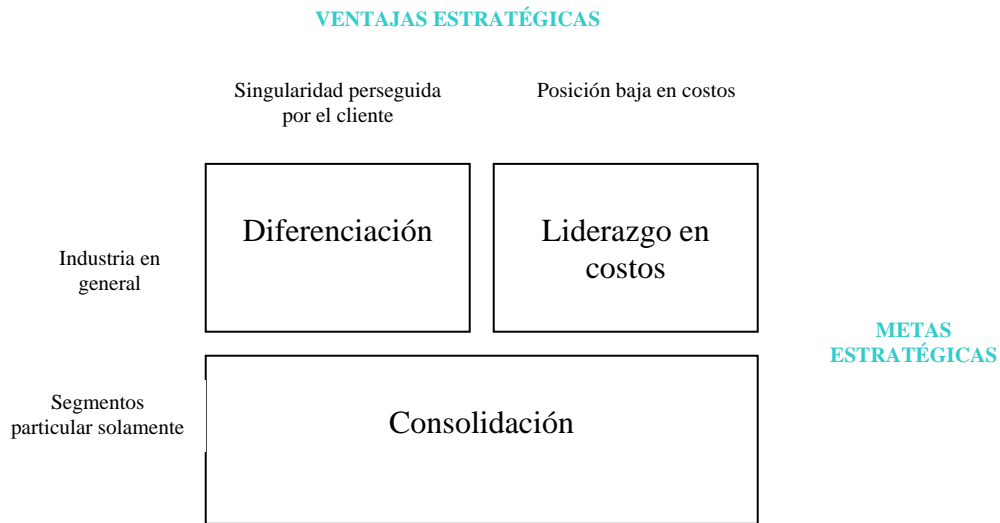 VENTAJAS ESTRATÉGICAS
Singularidad perseguida
por el cliente
Posición baja en costos
Diferenciación
Liderazgo en
costos
Industria en
general
METAS
ESTRATÉGICAS
Segmentos
particular solamente
Consolidación